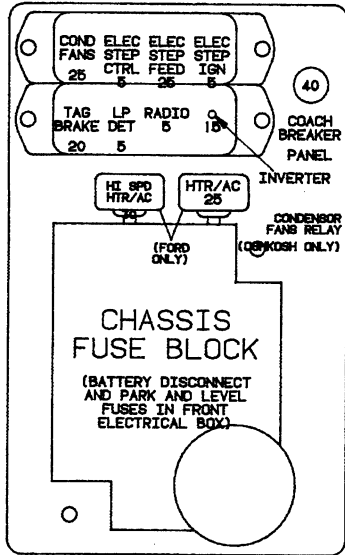 COND ELEC ELEC ELEC
FANS STEP STEP STEP
CTRL FEED IGN
25 5 25 5
40
TAG LP RADIO
BRAKE DET 5 15
20 5
COACH
BREAKER
PANEL
INVERTER
HI SPD
HTR/AC
HTR/AC
25
(FORD
ONLY)
CONDENSOR
FANS RELAY
(OSHKOSH ONLY)
CHASSIS
FUSE BLOCK
(BATTERY DISCONNECT
AND PARK AND LEVEL
FUSES IN FRONT
ELECTRICAL BOX)